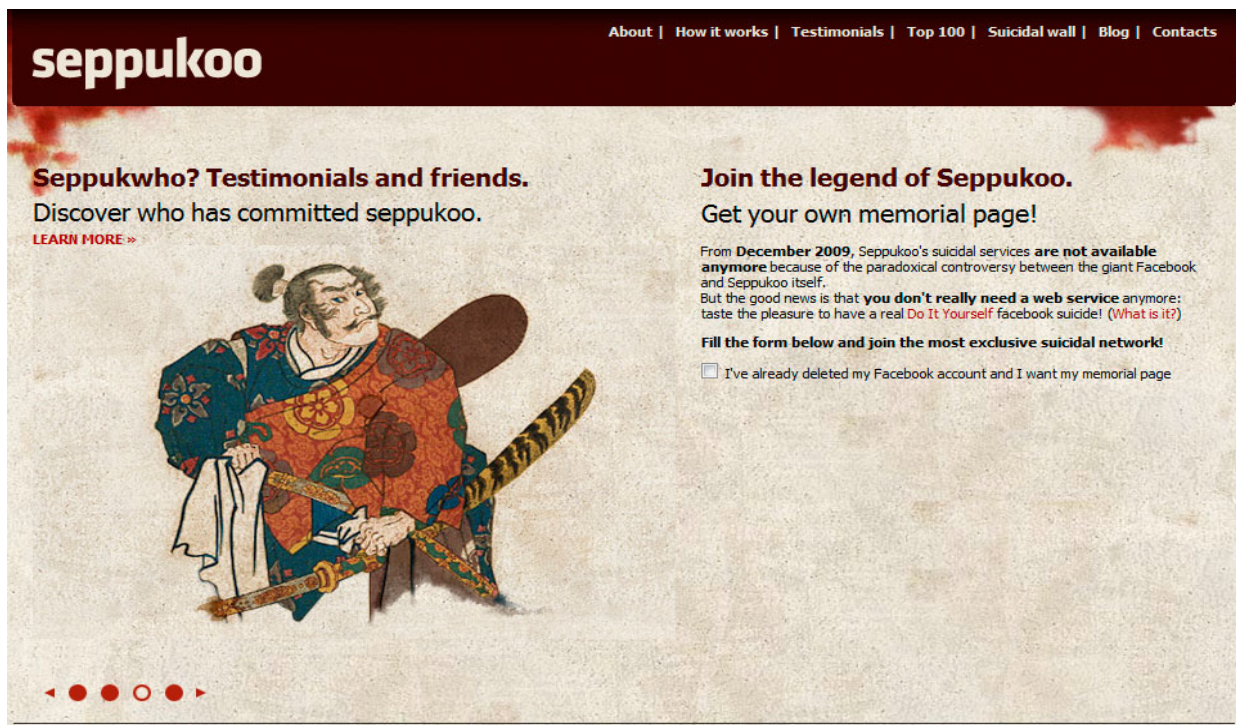 About | How it works | Testimonials | Top 100 | Suicidal wall | Blog | Contacts
seppukoo
Seppukwho? Testimonials and friends.
Discover who has committed seppukoo.
LEARN MORE »
Join the legend of Seppukoo.
Get your own memorial page!
From December 2009, Seppukoo's suicidal services are not available
anymore because of the paradoxical controversy between the giant Facebook
and Seppukoo itself.
But the good news is that you don't really need a web service anymore:
taste the pleasure to have a real Do It Yourself facebook suicide! (What is it?)
Fill the form below and join the most exclusive suicidal network!
I've already deleted my Facebook account and I want my memorial page